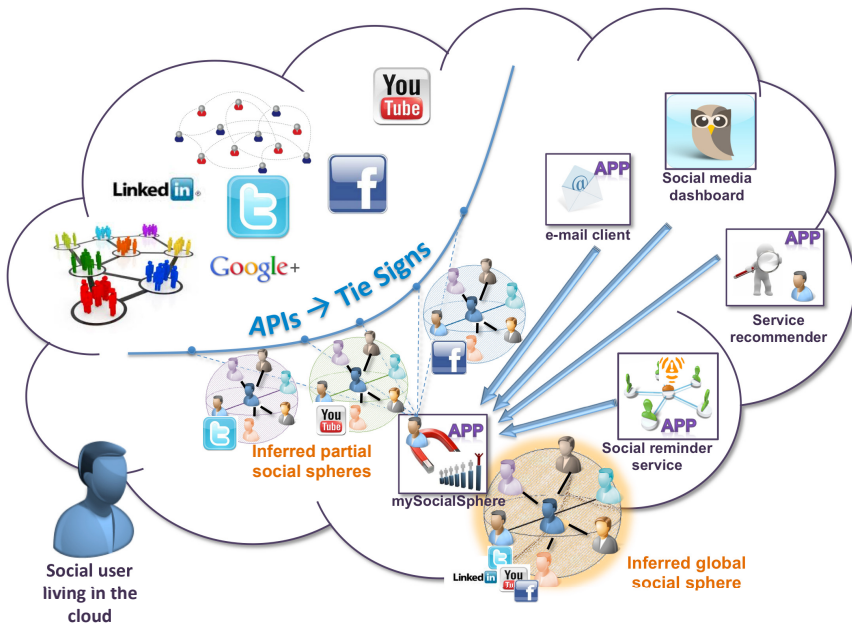 You
Tube
APP
@
Social media
dashboard
Linked in ®
t
f
e-mail client
APP
Google+
APIs → Tie Signs
Service
recommender
f
APP
You
Tube
t
Inferred partial
social spheres
APP
mySocialSphere
Social reminder
service
Social user
living in the
cloud
t
Linked in
You
Tube
f
Inferred global
social sphere